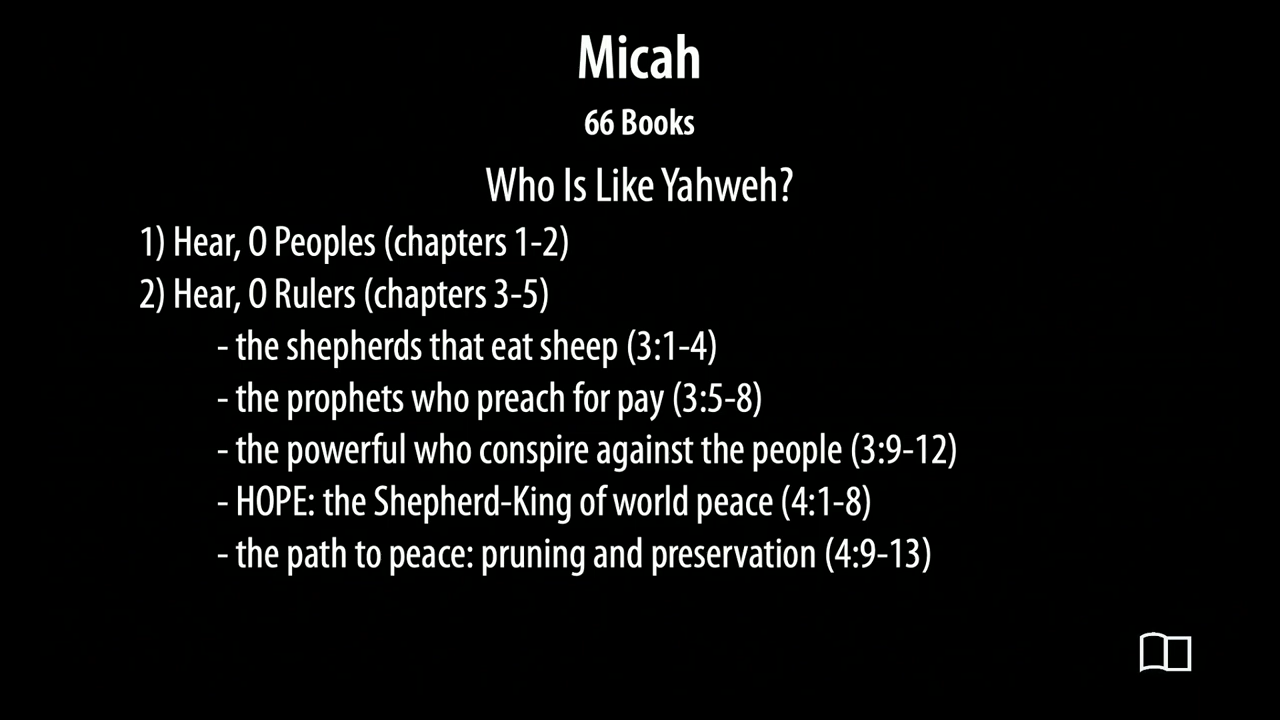 Micah
66 Books
Who Is Like Yahweh?
1) Hear, O Peoples (chapters 1-2)
2) Hear, O Rulers (chapters 3-5)
- the shepherds that eat sheep (3:1-4)
- the prophets who preach for pay (3:5-8)
- the powerful who conspire against the people (3:9-12)
- HOPE: the Shepherd-King of world peace (4:1-8)
- the path to peace: pruning and preservation (4:9-13)